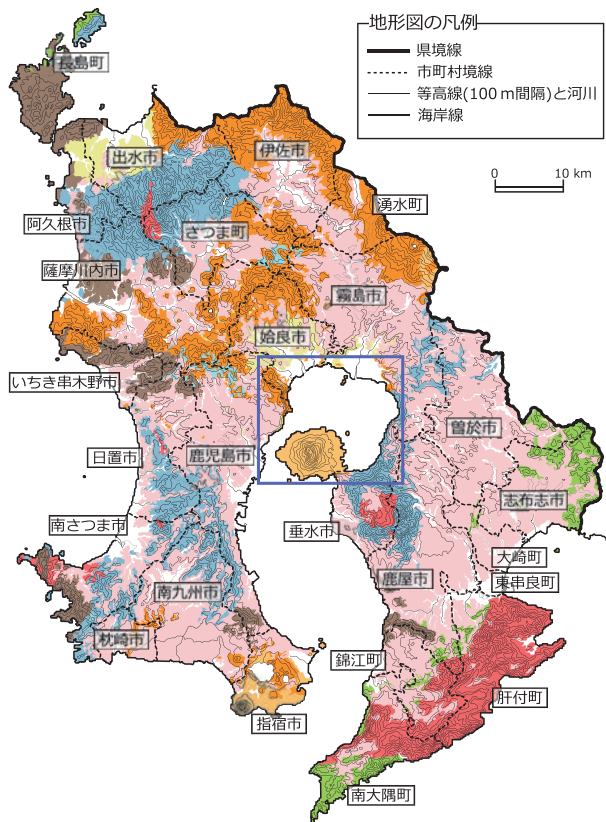 地形図の凡例
県境線
市町村境線
等高線(100m間隔)と河川
海岸線
0 10 km
長島町
出水市
伊佐市
湧水町
阿久根市
さつま町
薩摩川内市
霧島市
姶良市
いちき串木野市
曽於市
日置市
鹿児島市
志布志市
南さつま市
垂水市
大崎町
東串良町
鹿屋市
南九州市
枕崎市
錦江町
肝付町
指宿市
南大隅町